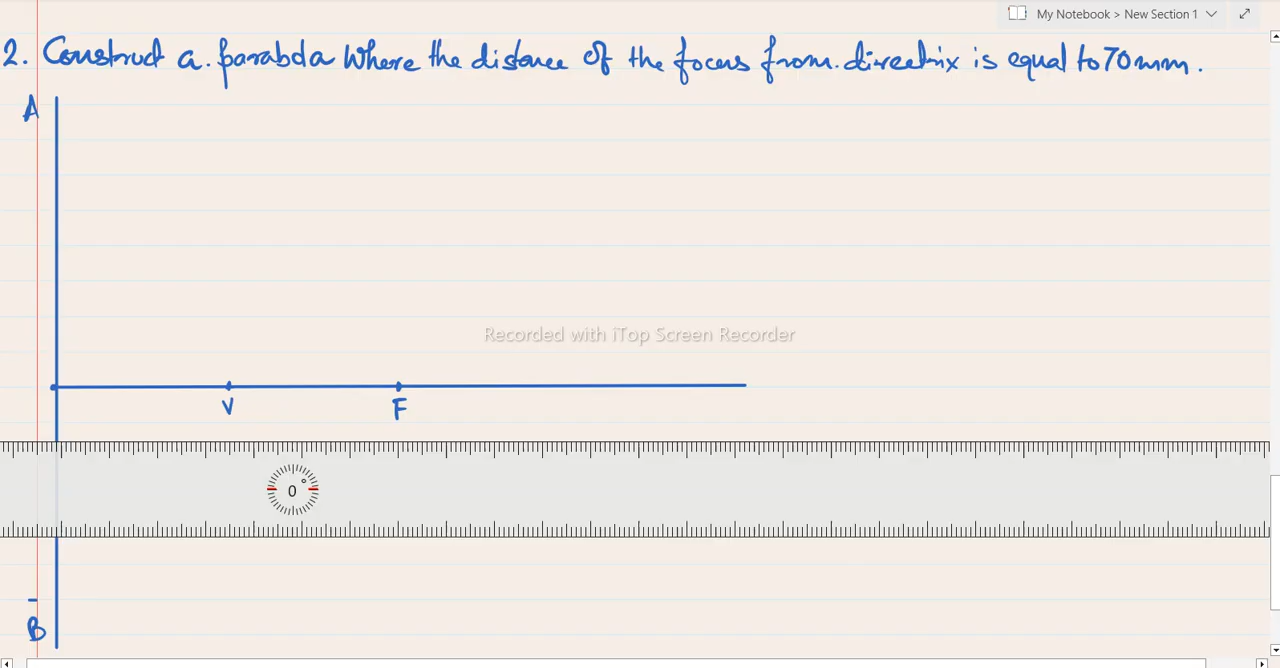 My Notebook > New Section 1
2. Construct a. parabola Where the distance of the focus from. directrix is equal to 70mm.
A
Recorded with iTop Screen Recorder
V
F
0°
B